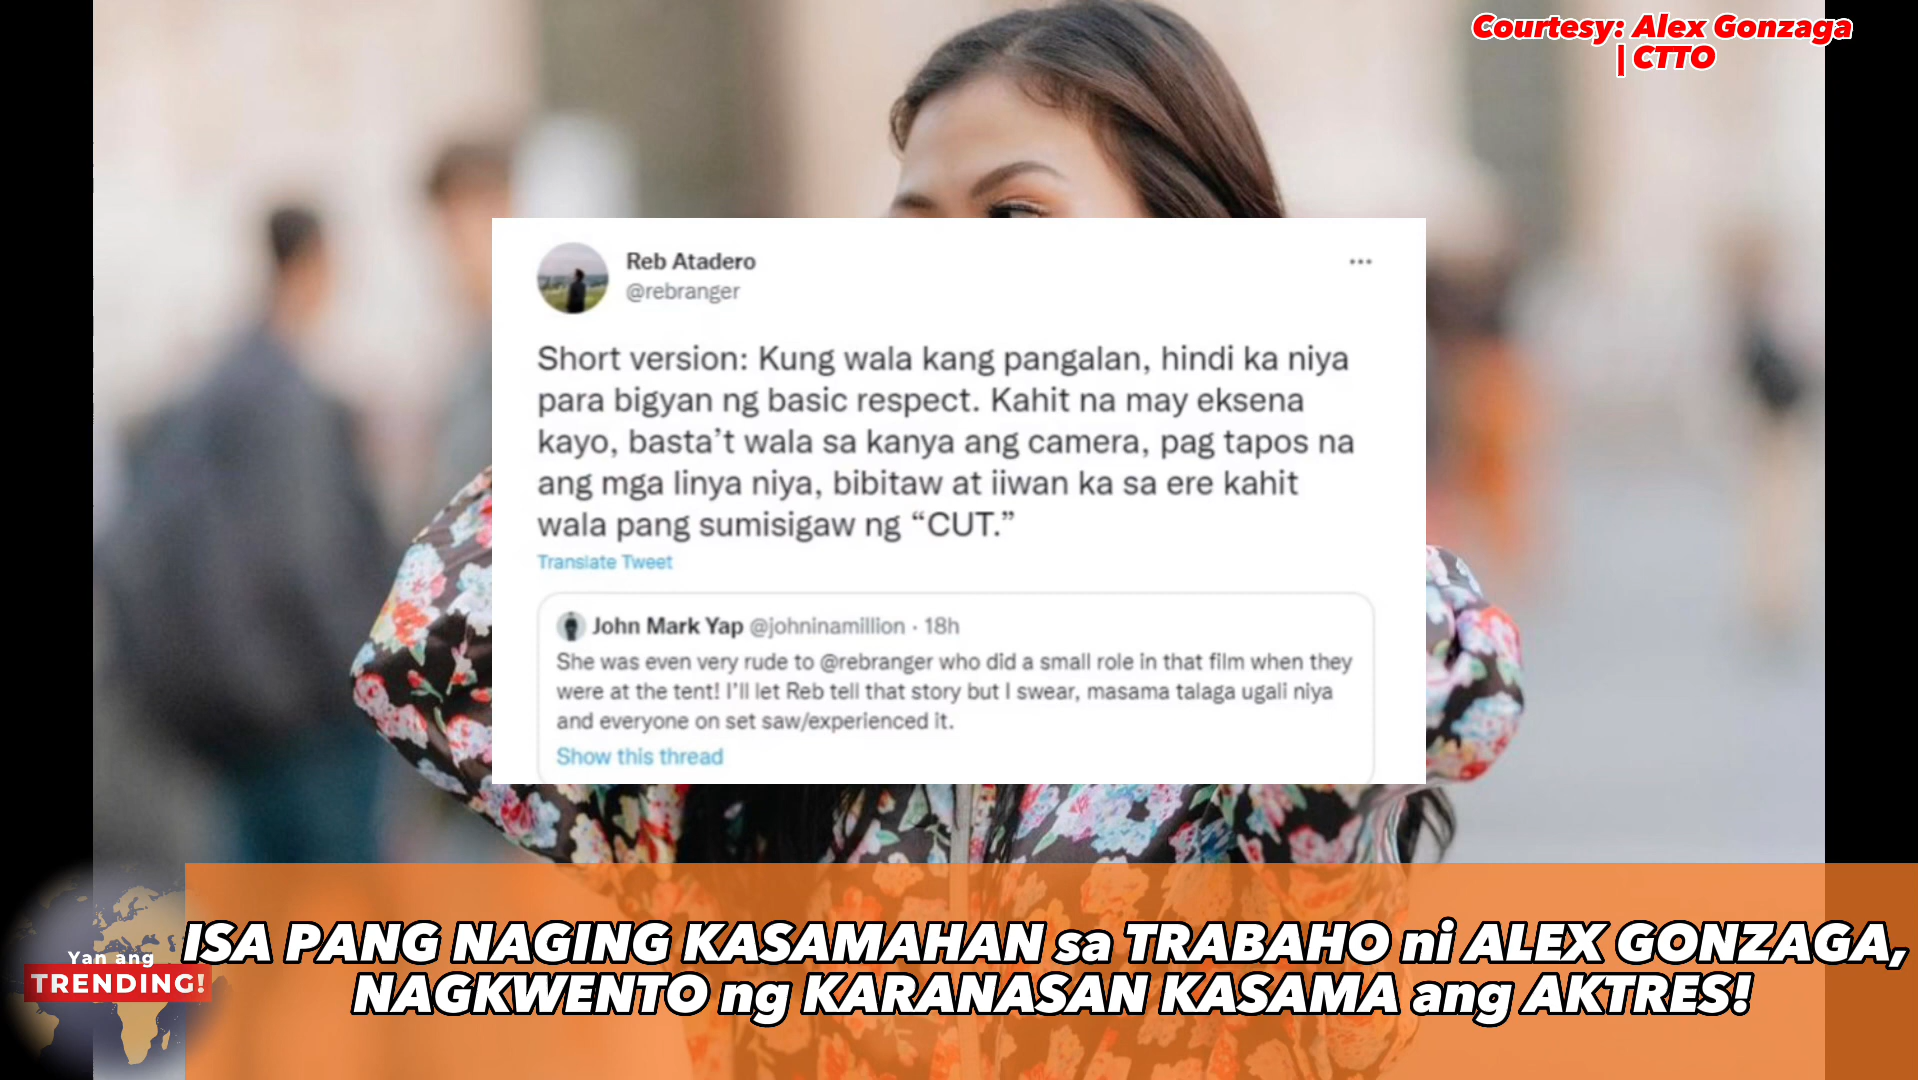 Courtesy: Alex Gonzaga
| CTTO
Reb Atadero
@rebranger
Short version: Kung wala kang pangalan, hindi ka niya
para bigyan ng basic respect. Kahit na may eksena
kayo, basta’t wala sa kanya ang camera, pag tapos na
ang mga linya niya, bibitaw at iiwan ka sa ere kahit
wala pang sumisigaw ng “CUT.”
Translate Tweet
John Mark Yap @johninamillion · 18h
She was even very rude to @rebranger who did a small role in that film when they
were at the tent! I’ll let Reb tell that story but I swear, masama talaga ugali niya
and everyone on set saw/experienced it.
Show this thread
Yan ang
TRENDING!
ISA PANG NAGING KASAMAHAN sa TRABAHO ni ALEX GONZAGA,
NAGKWENTO ng KARANASAN KASAMA ang AKTRES!